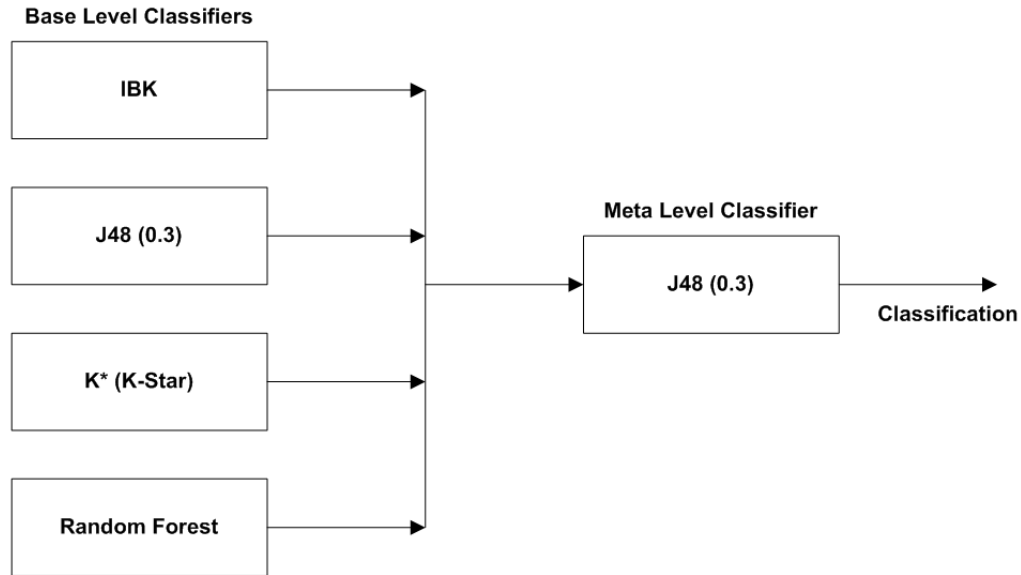 Base Level Classifiers
IBK
J48 (0.3)
K* (K-Star)
Random Forest
Meta Level Classifier
J48 (0.3)
Classification